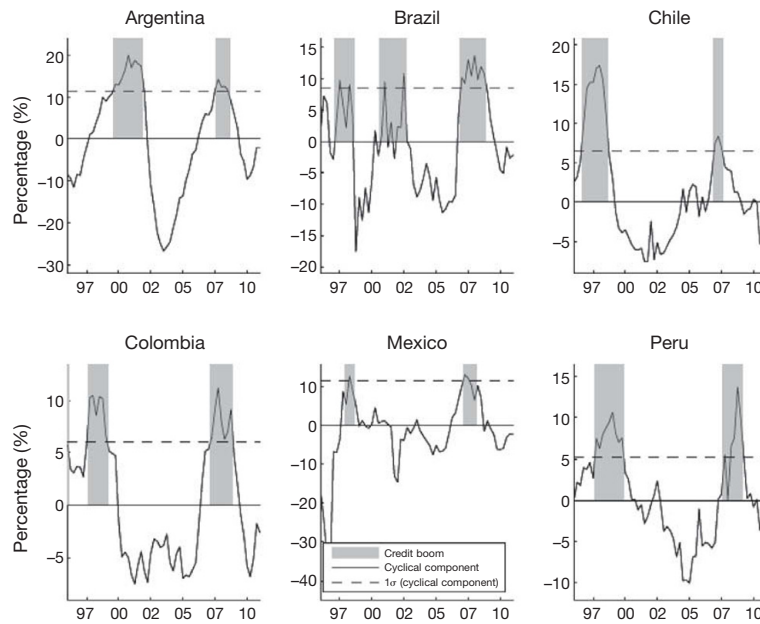 Argentina
Brazil
Chile
Percentage (%)
20
10
0
−10
−20
−30
97 00 02 05 07 10
15
10
5
0
−5
−10
−15
−20
97 00 02 05 07 10
20
15
10
5
0
−5
97 00 02 05 07 10
Colombia
Mexico
Peru
Percentage (%)
10
5
0
−5
97 00 02 05 07 10
10
0
−10
−20
−30
−40
Credit boom
Cyclical component
1σ (cyclical component)
97 00 02 05 07 10
15
10
5
0
−5
−10
97 00 02 05 07 10